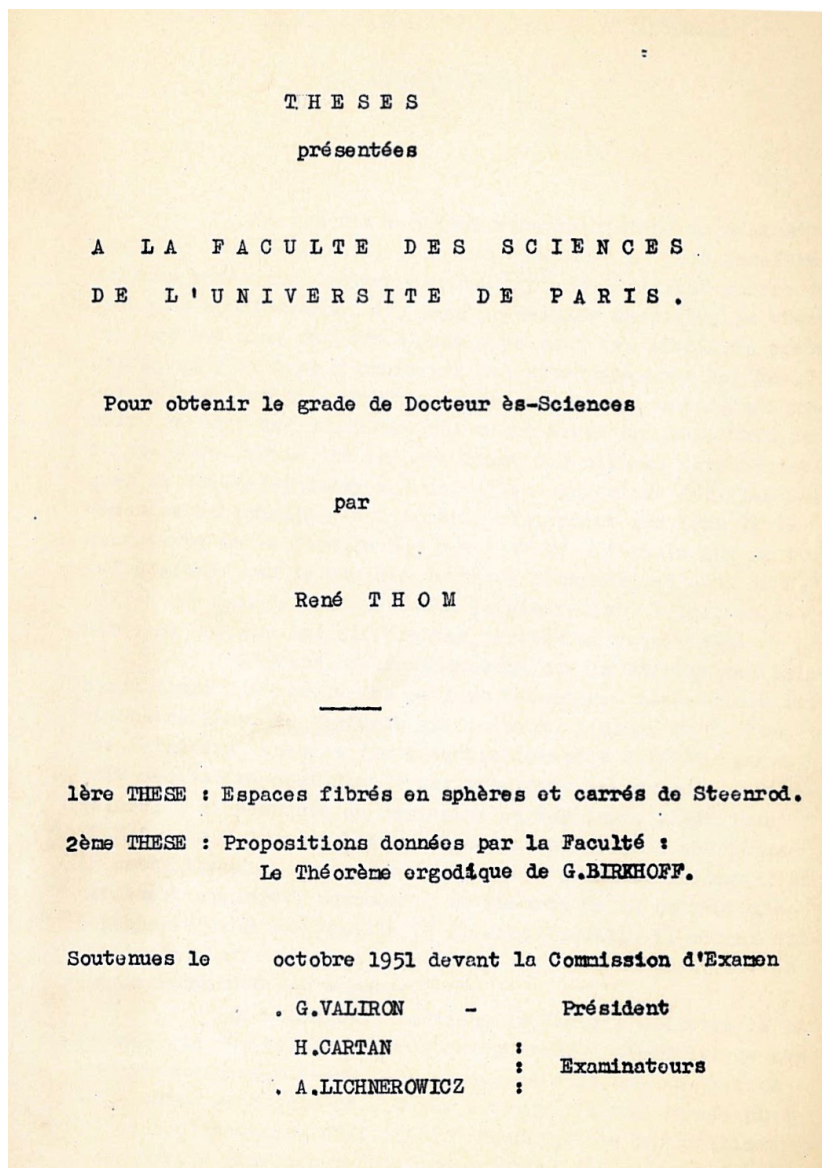 T H E S E S
présentées
A LA FACULTE DES SCIENCES
DE L'UNIVERSITE DE PARIS.
Pour obtenir le grade de Docteur ès-Sciences
par
René T H O M
1ère THESE : Espaces fibrés en sphères et carrés de Steenrod.
2ème THESE : Propositions données par la Faculté :
Le Théorème ergodique de G.BIRKHOFF.
Soutenues le octobre 1951 devant la Commission d'Examen
. G.VALIRON - Président
H.CARTAN :
: Examinateurs
. A.LICHNEROWICZ :